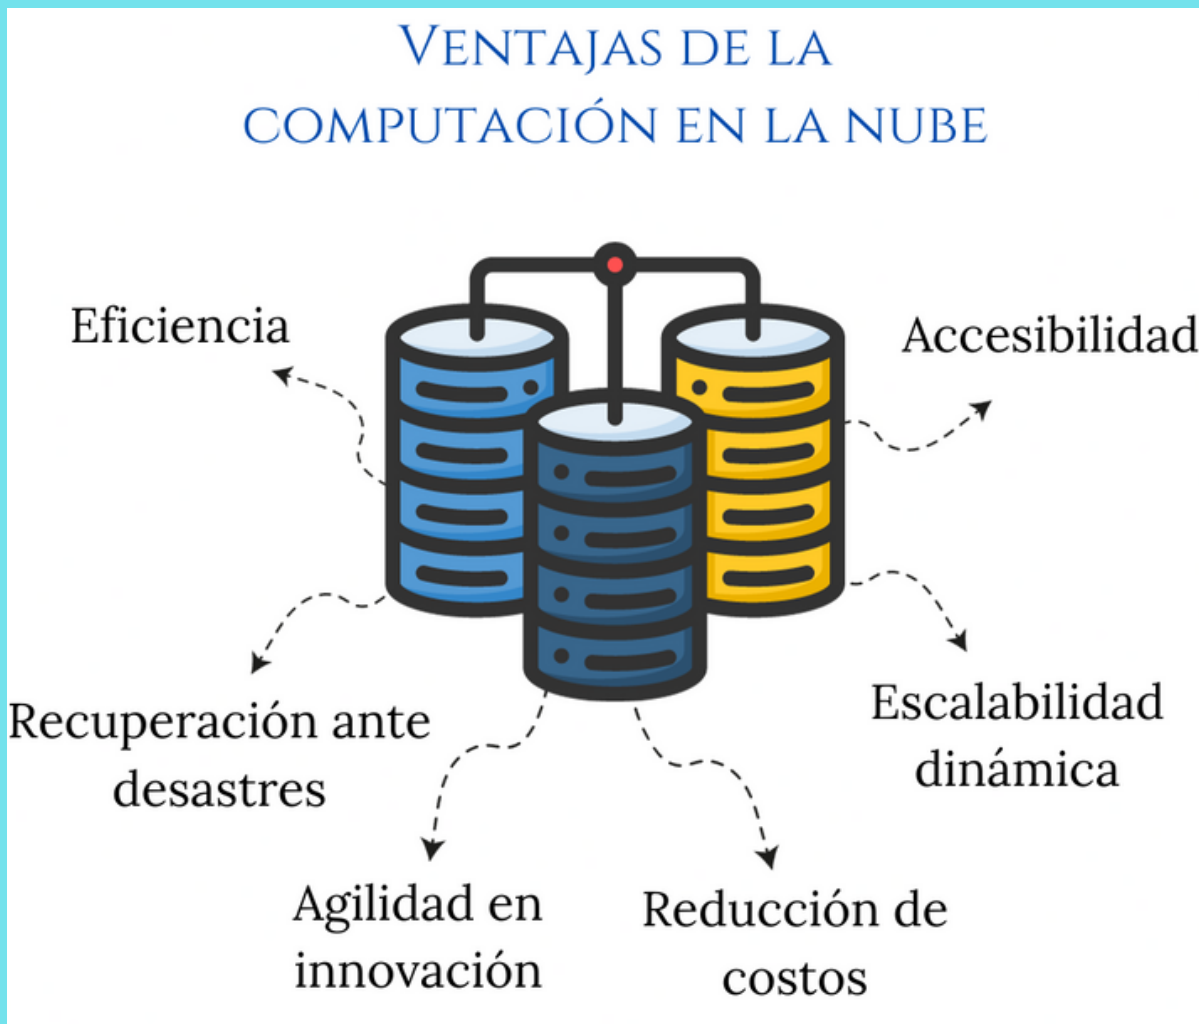 VENTAJAS DE LA
COMPUTACIÓN EN LA NUBE
Eficiencia
Accesibilidad
Recuperación ante
desastres
Escalabilidad
dinámica
Agilidad en
innovación
Reducción de
costos